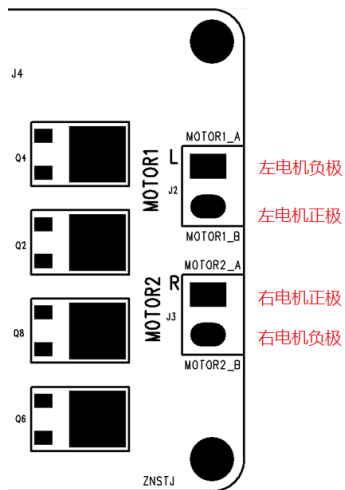 J4
MOTOR1_A
Q4
MOTOR1
L
左电机负极
J2
左电机正极
Q2
MOTOR1_B
MOTOR2_A
MOTOR2
R
右电机正极
J3
Q8
右电机负极
MOTOR2_B
Q6
ZNSTJ